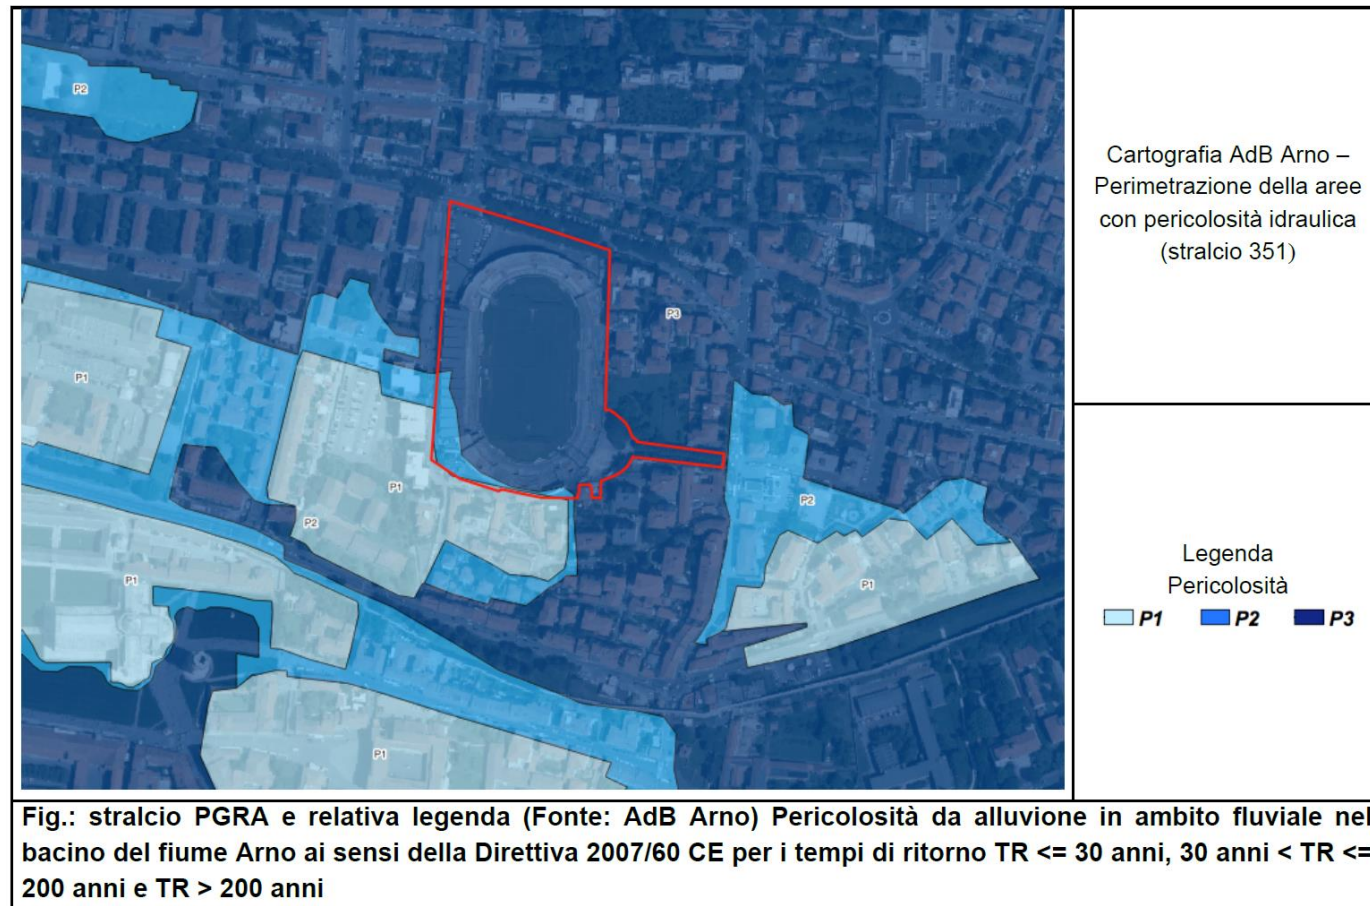 P2
P3
P1
P1
P2
P2
P1
P1
P1
Cartografia AdB Arno –
Perimetrazione della aree
con pericolosità idraulica
(stralcio 351)
Legenda
Pericolosità
P1 P2 P3
Fig.: stralcio PGRA e relativa legenda (Fonte: AdB Arno) Pericolosità da alluvione in ambito fluviale nel
bacino del fiume Arno ai sensi della Direttiva 2007/60 CE per i tempi di ritorno TR <= 30 anni, 30 anni < TR <=
200 anni e TR > 200 anni